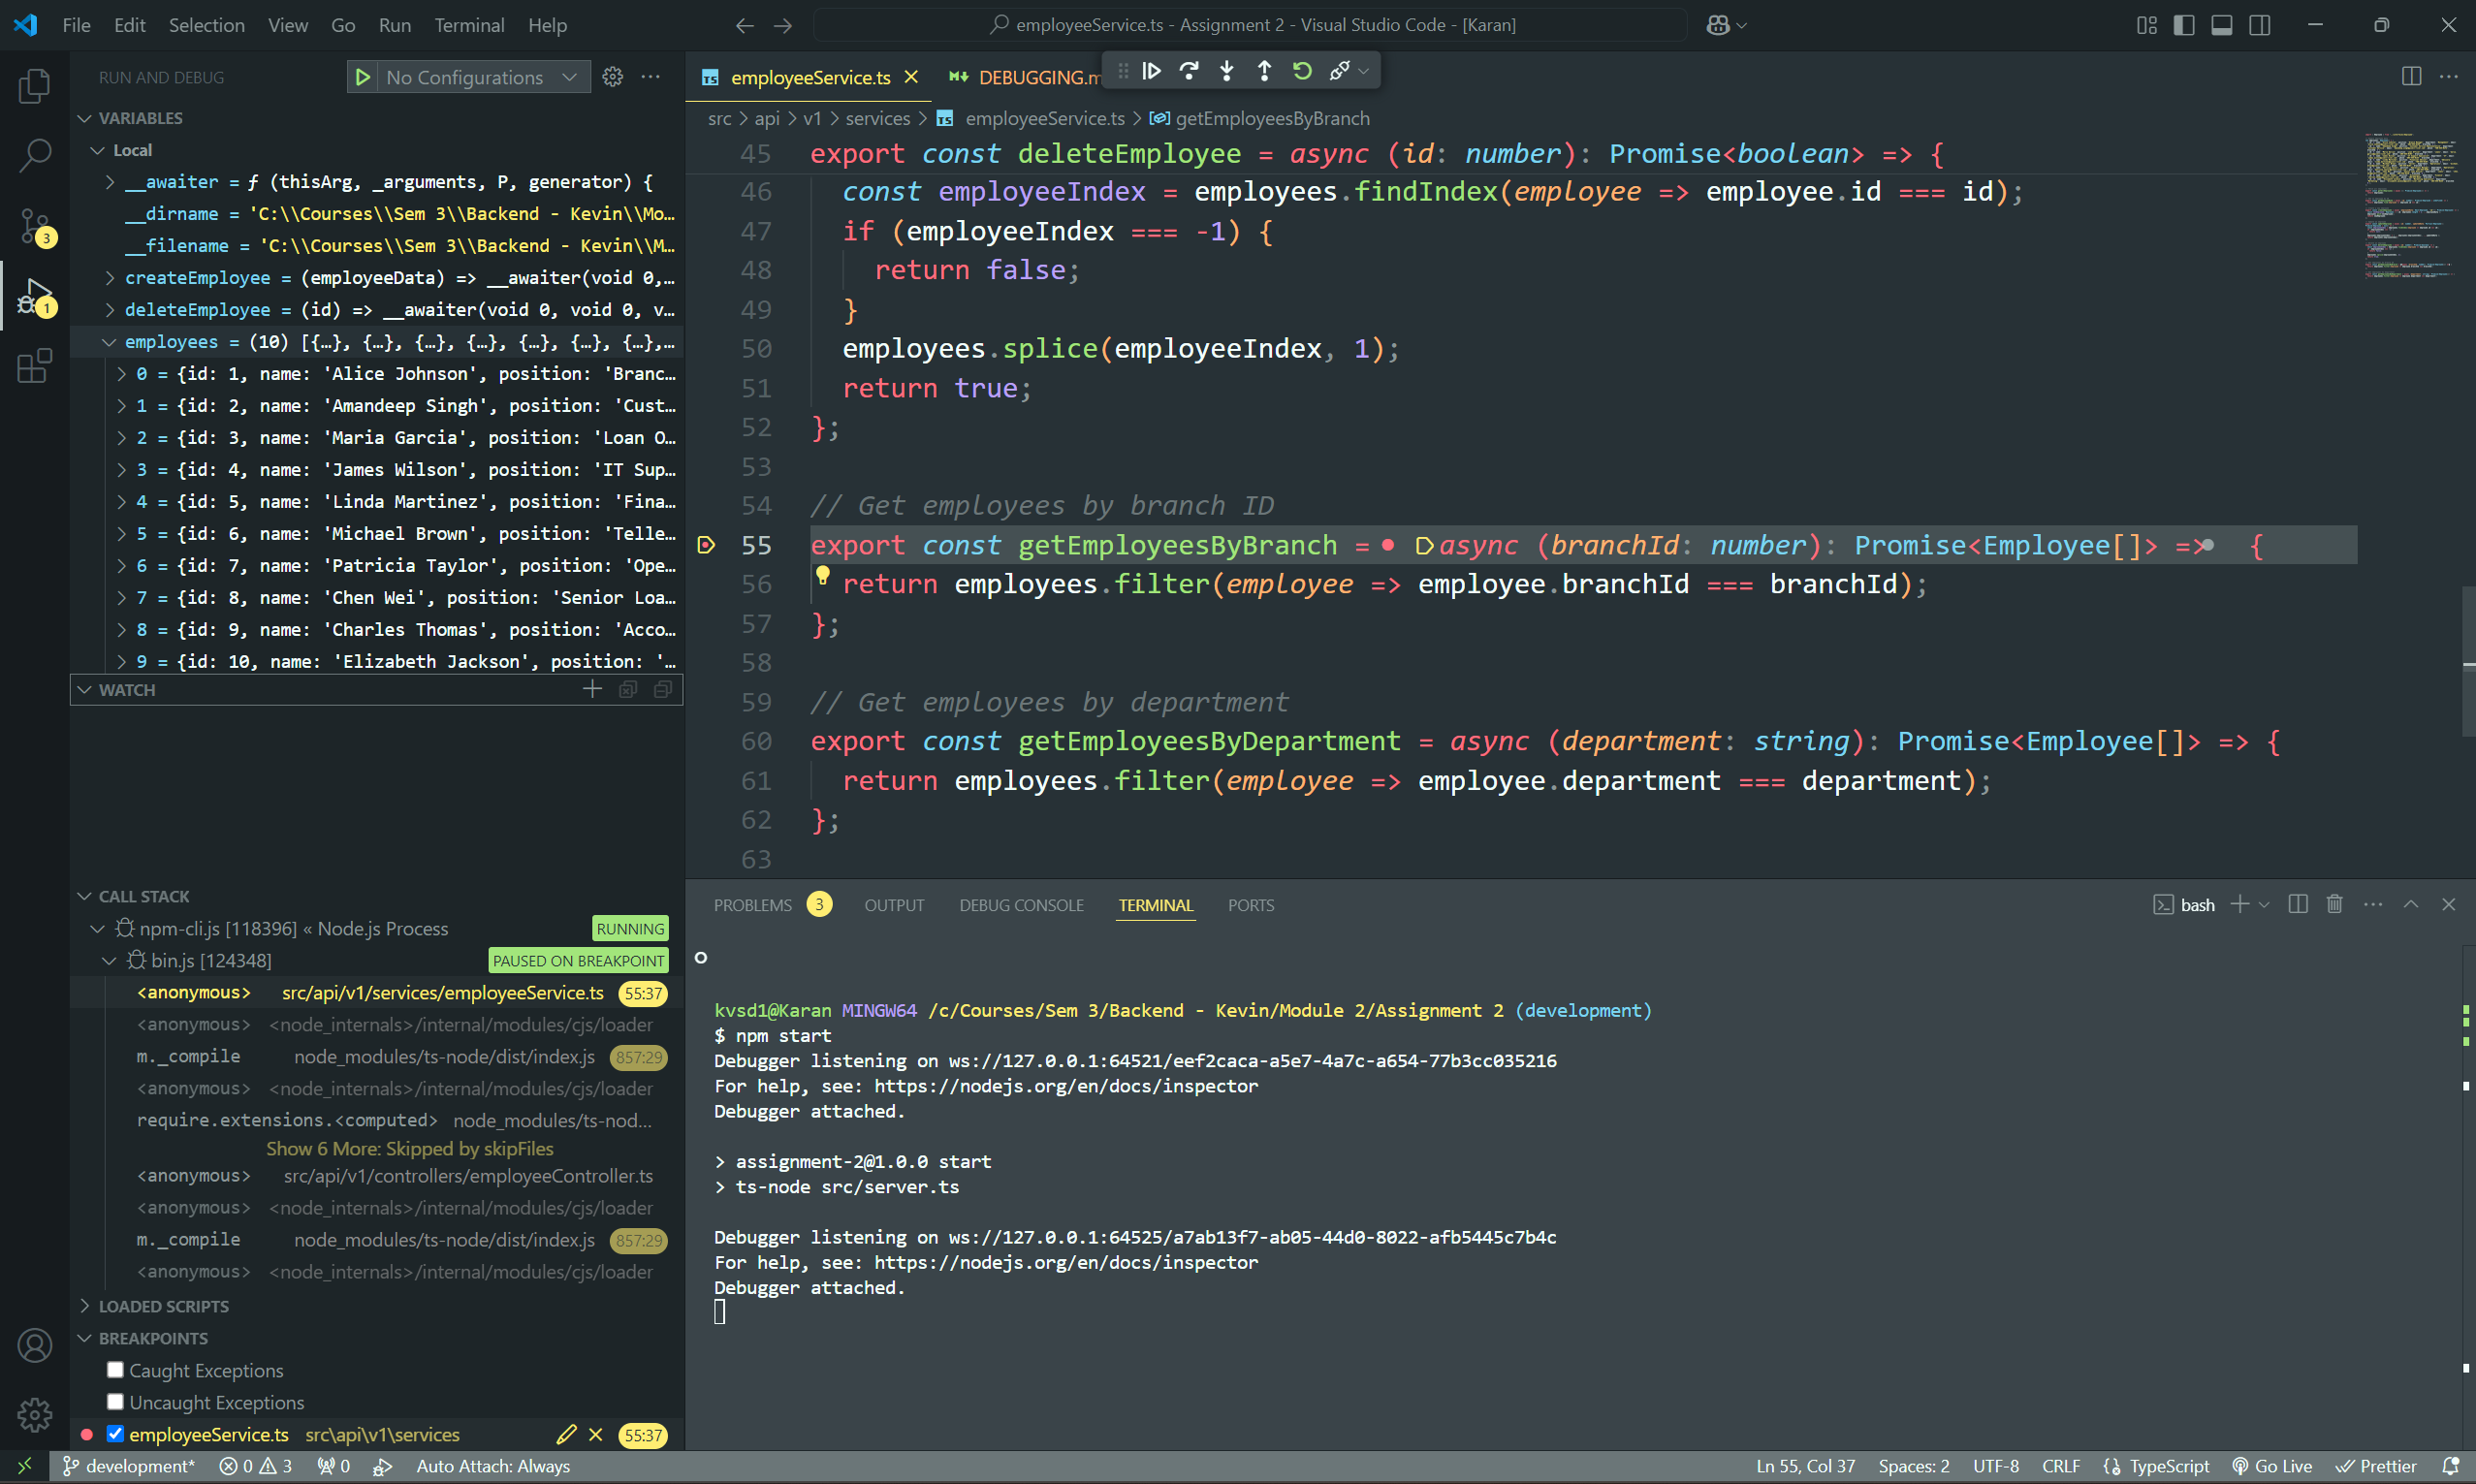 File Edit Selection View Go Run Terminal Help
employeeService.ts - Assignment 2 - Visual Studio Code - [Karan]
RUN AND DEBUG No Configurations
VARIABLES
Local
__awaiter = ƒ (thisArg, _arguments, P, generator) {
__dirname = 'C:\\Courses\\Sem 3\\Backend - Kevin\\Mo…
__filename = 'C:\\Courses\\Sem 3\\Backend - Kevin\\M…
createEmployee = (employeeData) => __awaiter(void 0,…
deleteEmployee = (id) => __awaiter(void 0, void 0, v…
employees = (10) [{…}, {…}, {…}, {…}, {…}, {…}, {…},…
0 = {id: 1, name: 'Alice Johnson', position: 'Branc…
1 = {id: 2, name: 'Amandeep Singh', position: 'Cust…
2 = {id: 3, name: 'Maria Garcia', position: 'Loan O…
3 = {id: 4, name: 'James Wilson', position: 'IT Sup…
4 = {id: 5, name: 'Linda Martinez', position: 'Fina…
5 = {id: 6, name: 'Michael Brown', position: 'Telle…
6 = {id: 7, name: 'Patricia Taylor', position: 'Ope…
7 = {id: 8, name: 'Chen Wei', position: 'Senior Loa…
8 = {id: 9, name: 'Charles Thomas', position: 'Acco…
9 = {id: 10, name: 'Elizabeth Jackson', position: '…
WATCH
CALL STACK
npm-cli.js [118396] « Node.js Process RUNNING
bin.js [124348] PAUSED ON BREAKPOINT
<anonymous> src/api/v1/services/employeeService.ts 55:37
<anonymous> <node_internals>/internal/modules/cjs/loader
m._compile node_modules/ts-node/dist/index.js 857:29
<anonymous> <node_internals>/internal/modules/cjs/loader
require.extensions.<computed> node_modules/ts-nod…
Show 6 More: Skipped by skipFiles
<anonymous> src/api/v1/controllers/employeeController.ts
<anonymous> <node_internals>/internal/modules/cjs/loader
m._compile node_modules/ts-node/dist/index.js 857:29
<anonymous> <node_internals>/internal/modules/cjs/loader
LOADED SCRIPTS
BREAKPOINTS
Caught Exceptions
Uncaught Exceptions
employeeService.ts src\api\v1\services 55:37
3
1
TS employeeService.ts DEBUGGING.m
src > api > v1 > services > TS employeeService.ts > getEmployeesByBranch
45 export const deleteEmployee = async (id: number): Promise<boolean> => {
46 const employeeIndex = employees.findIndex(employee => employee.id === id);
47 if (employeeIndex === -1) {
48 return false;
49 }
50 employees.splice(employeeIndex, 1);
51 return true;
52 };
53
54 // Get employees by branch ID
55 export const getEmployeesByBranch = async (branchId: number): Promise<Employee[]> => {
56 return employees.filter(employee => employee.branchId === branchId);
57 };
58
59 // Get employees by department
60 export const getEmployeesByDepartment = async (department: string): Promise<Employee[]> => {
61 return employees.filter(employee => employee.department === department);
62 };
63
PROBLEMS 3 OUTPUT DEBUG CONSOLE TERMINAL PORTS bash
kvsd1@Karan MINGW64 /c/Courses/Sem 3/Backend - Kevin/Module 2/Assignment 2 (development)
$ npm start
Debugger listening on ws://127.0.0.1:64521/eef2caca-a5e7-4a7c-a654-77b3cc035216
For help, see: https://nodejs.org/en/docs/inspector
Debugger attached.
> assignment-2@1.0.0 start
> ts-node src/server.ts
Debugger listening on ws://127.0.0.1:64525/a7ab13f7-ab05-44d0-8022-afb5445c7b4c
For help, see: https://nodejs.org/en/docs/inspector
Debugger attached.
development* 0 3 0 Auto Attach: Always Ln 55, Col 37 Spaces: 2 UTF-8 CRLF TypeScript Go Live Prettier